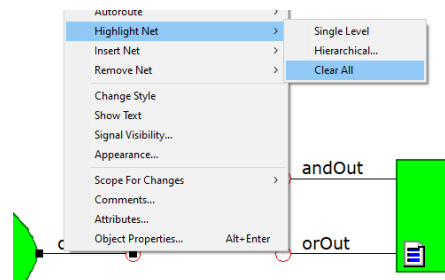 Autoroute
Highlight Net
Insert Net
Remove Net
Change Style
Show Text
Signal Visibility...
Appearance...
Scope For Changes
Comments...
Attributes...
Object Properties... Alt+Enter
Single Level
Hierarchical...
Clear All
andOut
orOut